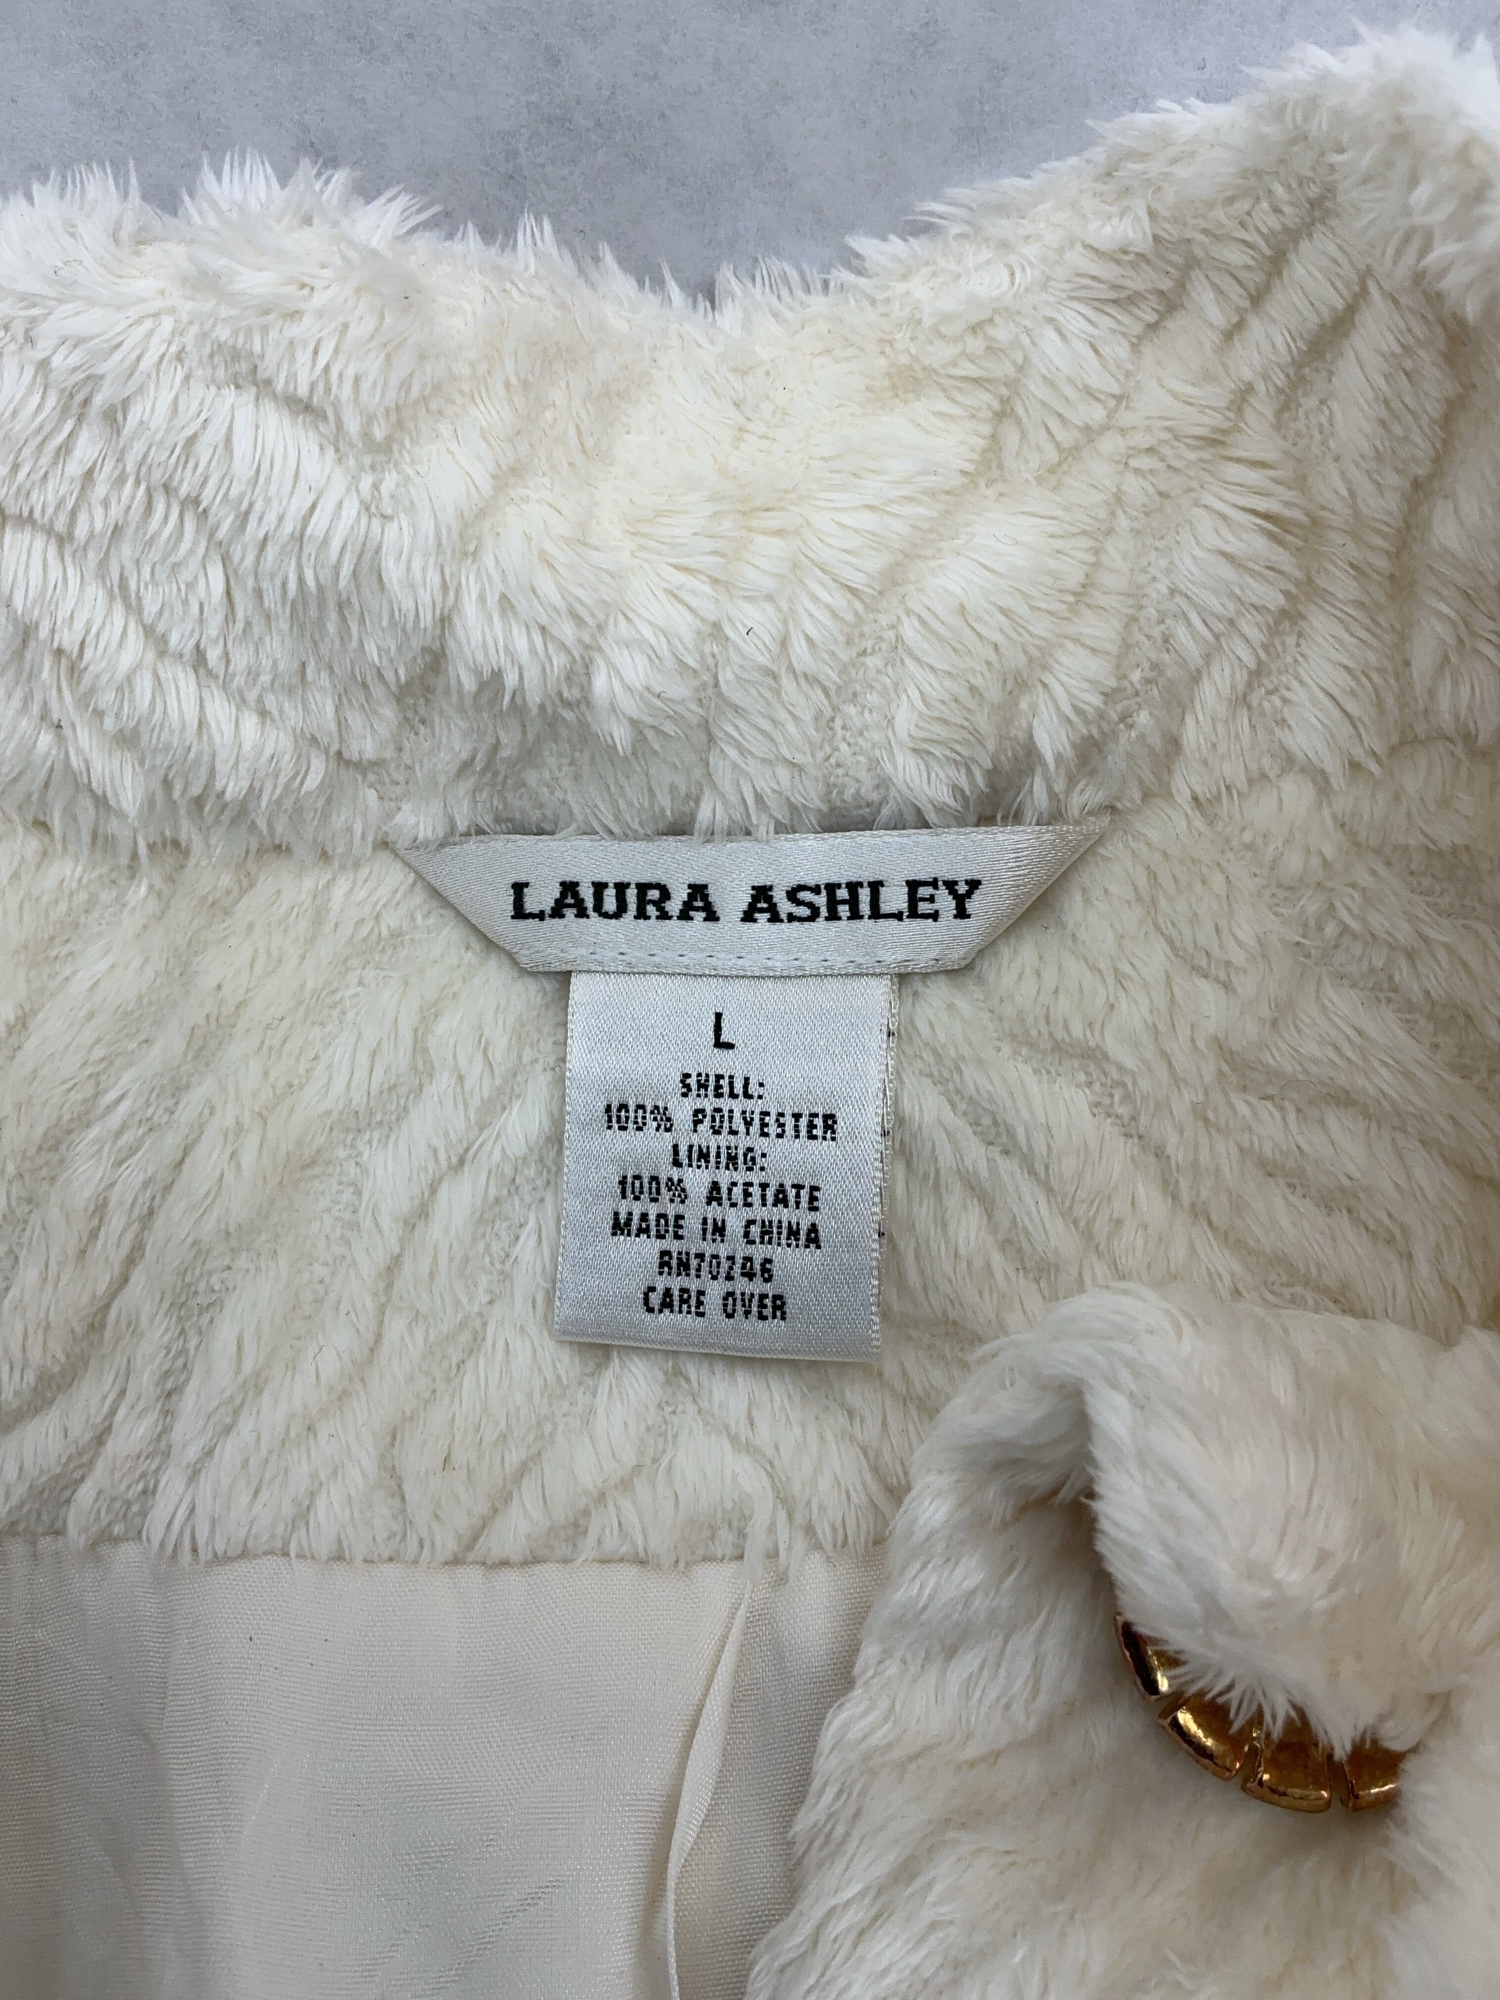 LAURA ASHLEY
L
SHELL:
100% POLYESTER
LINING:
100% ACETATE
MADE IN CHINA
RN70246
CARE OVER